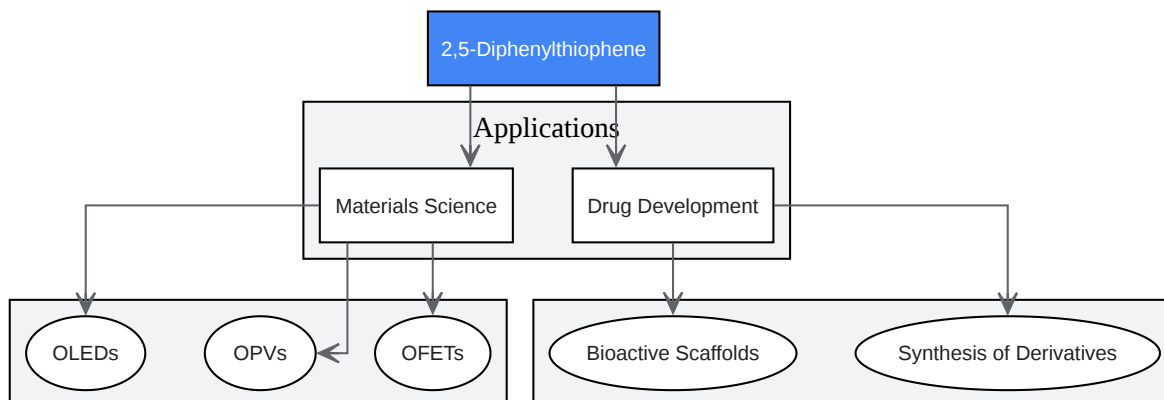 2,5-Diphenylthiophene
Applications
Materials Science
Drug Development
OLEDs
OPVs
OFETs
Bioactive Scaffolds
Synthesis of Derivatives